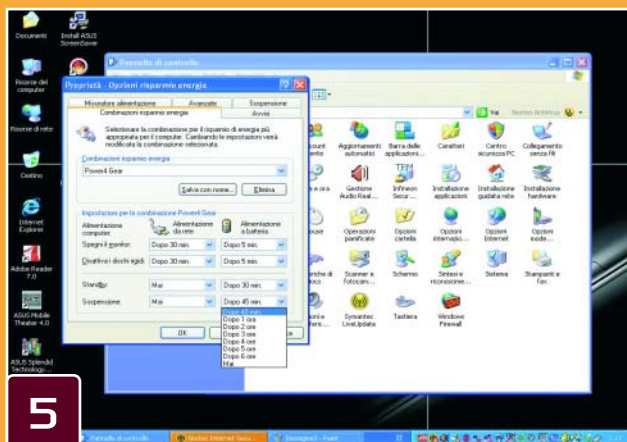 Documenti
Install ASUS
ScreenSaver
Risorse del
computer
Risorse di rete
Cestino
Internet
Explorer
Adobe Reader
7.0
ASUS Mobile
Theater 4.0
ASUS Splendid
Technology...
Pannello di controllo
Vai
Norton AntiVirus
Proprietà - Opzioni risparmio energia
Misuratore alimentazione
Avanzate
Sospensione
Combinazioni risparmio energia
Avvisi
Selezionare la combinazione per il risparmio di energia più
appropriata per il computer. Cambiando le impostazioni verrà
modificata la combinazione selezionata.
Combinazioni risparmio energia
Power4 Gear
Salva con nome...
Elimina
Impostazioni per la combinazione Power4 Gear
Alimentazione
computer:
Alimentazione
da rete
Alimentazione
a batteria
Spegni il monitor:
Dopo 30 min.
Dopo 5 min.
Disattiva i dischi rigidi:
Dopo 30 min.
Dopo 5 min.
Standby:
Mai
Dopo 30 min.
Sospensione:
Mai
Dopo 45 min.
Dopo 45 min.
Dopo 1 ora
Dopo 2 ore
Dopo 3 ore
Dopo 4 ore
Dopo 5 ore
Dopo 6 ore
Mai
OK
Aggiornamenti
automatici
Barra delle
applicazioni...
Caratteri
Centro
sicurezza PC
Collegamento
senza fili
e ora
Gestione
Audio Real...
Infineon
Secur ...
Installazione
applicazioni
Installazione
guidata rete
Installazione
hardware
Operazioni
pianificate
Opzioni
cartella
Opzioni
internazio...
Opzioni
Internet
Opzioni
mode...
Scanner e
fotocam...
Schermo
Sintesi e
riconoscime...
Sistema
Stampanti e
fax
Symantec
LiveUpdate
Tastiera
Windows
Firewall
5
Pannello di controllo
Norton Internet Secu...
Immagine3 - Paint
IT